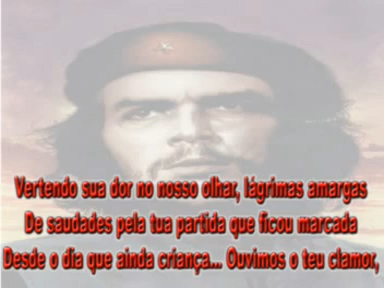 Vertendo sua dor no nosso olhar, lágrimas amargas
De saudades pela tua partida que ficou marcada
Desde o dia que ainda criança... Ouvimos o teu clamor,